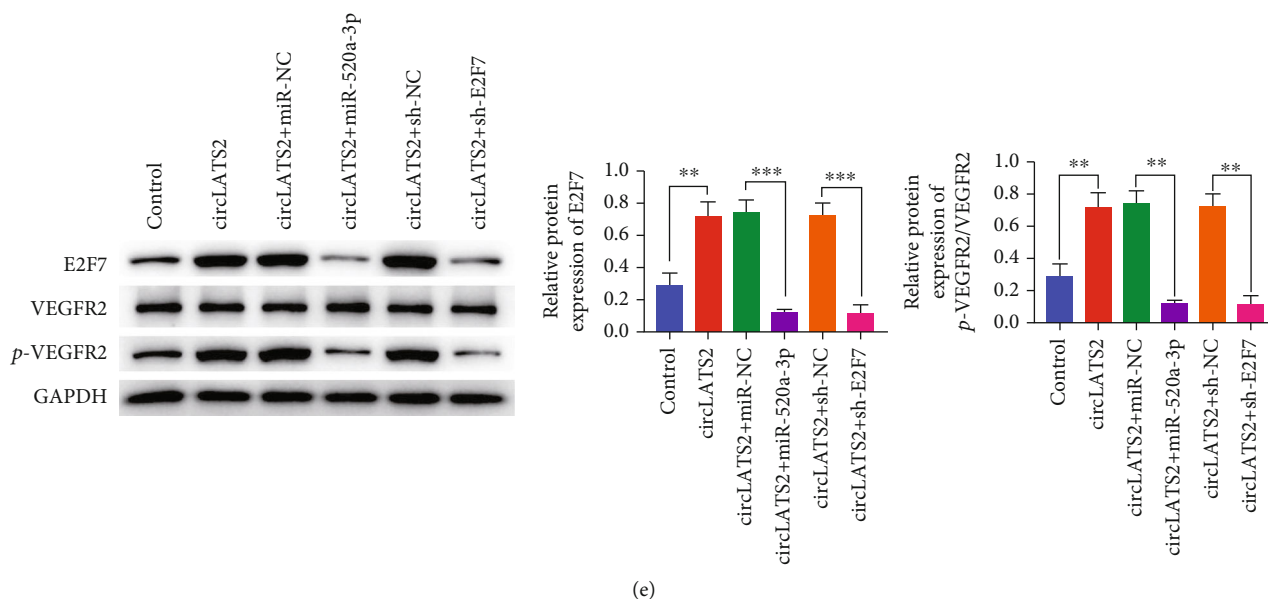 Control
circLATS2
circLATS2+miR-NC
circLATS2+miR-520a-3p
circLATS2+sh-NC
circLATS2+sh-E2F7
E2F7
VEGFR2
p-VEGFR2
GAPDH
Relative protein
expression of E2F7
1.0
0.8
0.6
0.4
0.2
0.0
**
***
***
Control
circLATS2
circLATS2+miR-NC
circLATS2+miR-520a-3p
circLATS2+sh-NC
circLATS2+sh-E2F7
Relative protein
expression of
p-VEGFR2/VEGFR2
1.0
0.8
0.6
0.4
0.2
0.0
**
**
**
Control
circLATS2
circLATS2+miR-NC
circLATS2+miR-520a-3p
circLATS2+sh-NC
circLATS2+sh-E2F7
(e)